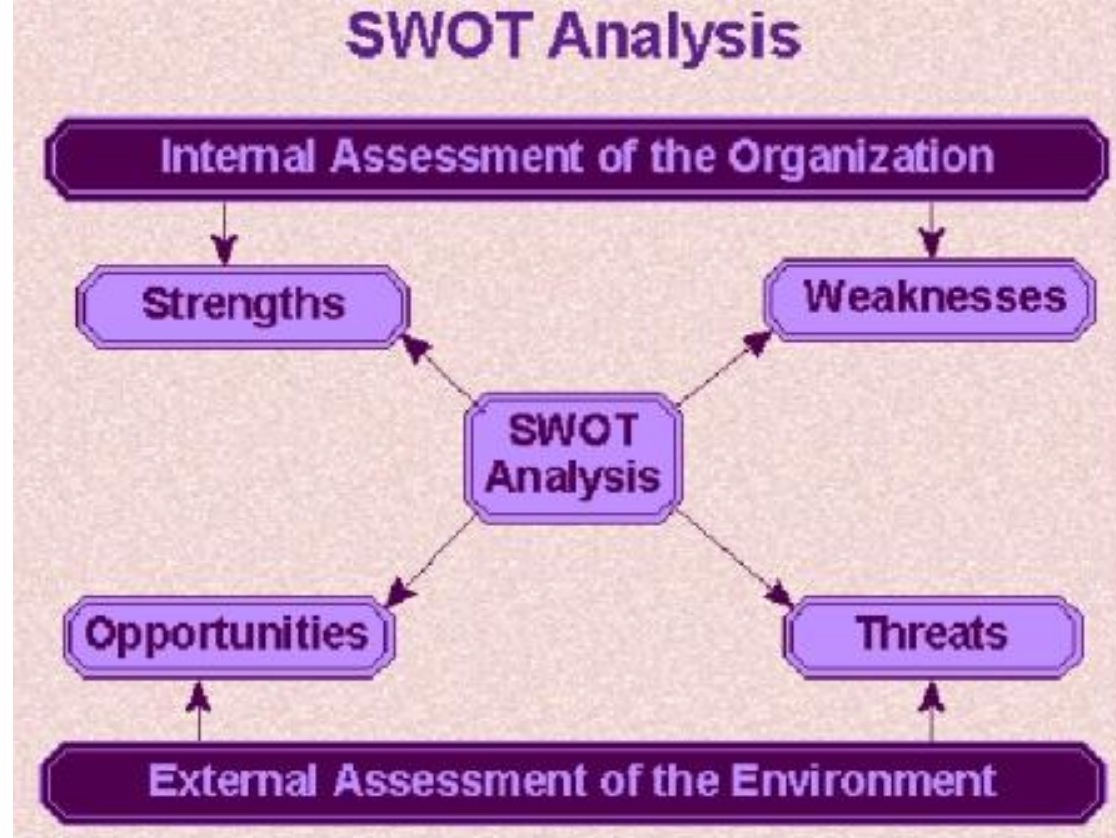 SWOT Analysis
Internal Assessment of the Organization
Strengths
Weaknesses
SWOT
Analysis
Opportunities
Threats
External Assessment of the Environment